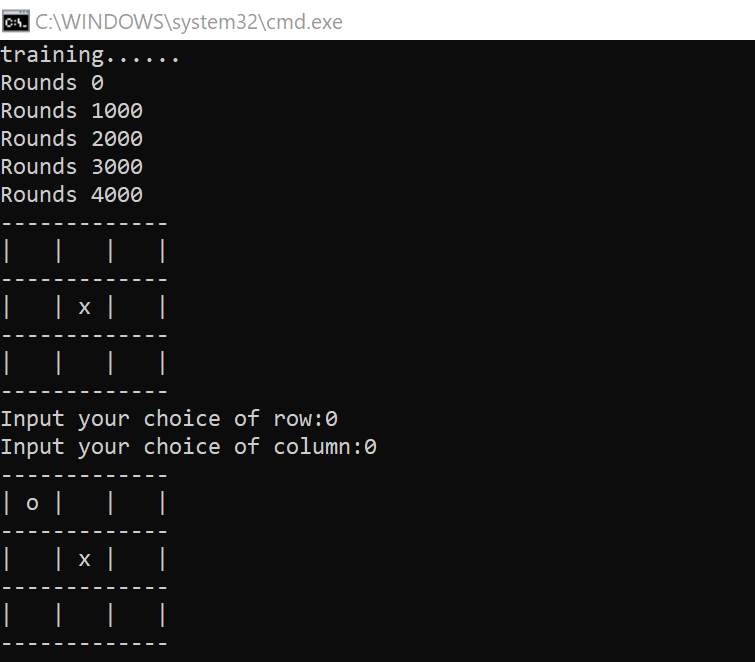 C:\WINDOWS\system32\cmd.exe
training......
Rounds 0
Rounds 1000
Rounds 2000
Rounds 3000
Rounds 4000
-------------
|   |   |   |
-------------
|   | x |   |
-------------
|   |   |   |
-------------
Input your choice of row:0
Input your choice of column:0
-------------
| o |   |   |
-------------
|   | x |   |
-------------
|   |   |   |
-------------